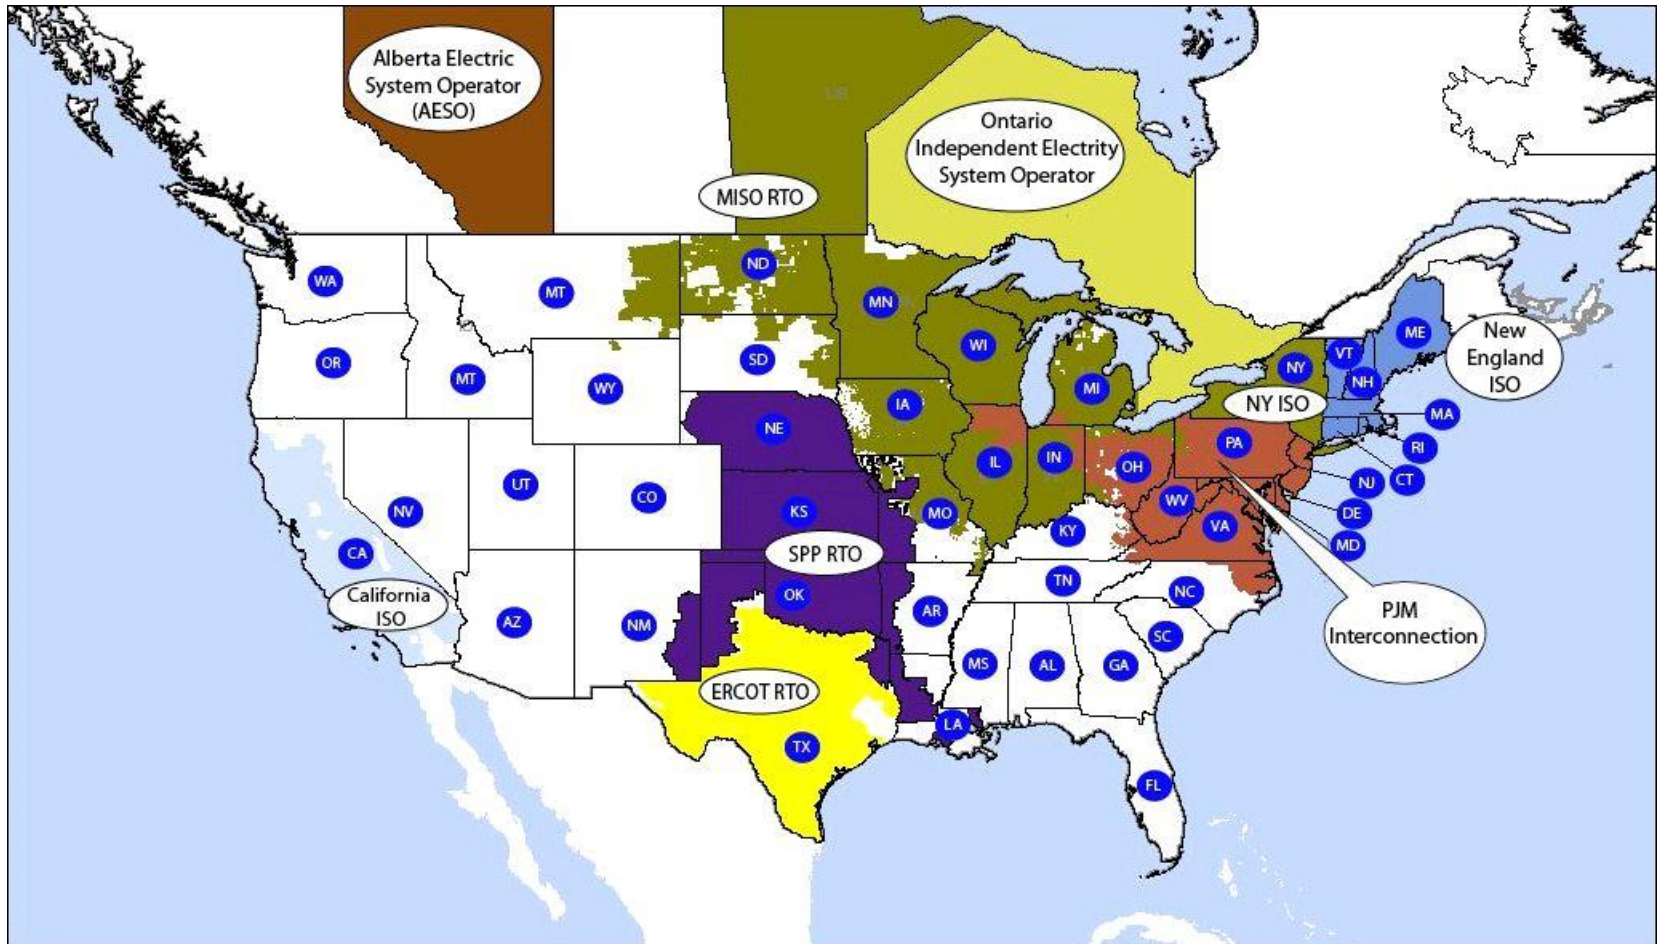 Alberta Electric
System Operator
(AESO)
Ontario
Independent Electrity
System Operator
MISO RTO
WA
MT
ND
MN
OR
MT
WY
SD
WI
MI
NY
VT
NH
ME
New
England
ISO
NY ISO
IA
NE
IL
IN
OH
PA
MA
RI
CT
NJ
DE
MD
NV
UT
CO
KS
MO
KY
WV
VA
CA
California
ISO
SPP RTO
AZ
NM
OK
AR
TN
NC
SC
PJM
Interconnection
MS
AL
GA
ERCOT RTO
TX
LA
FL